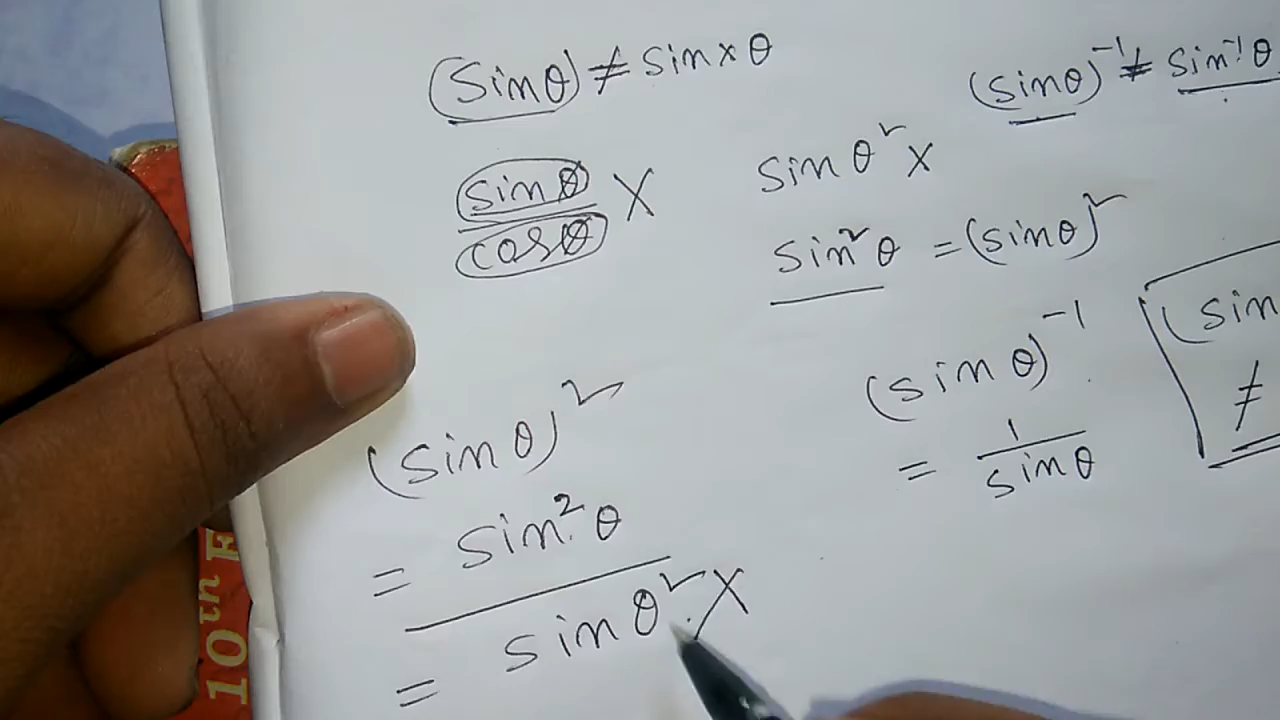 (sinθ) ≠ sin×θ
sinθ/cosθ X
(sinθ)² 
= sin²θ
= sinθ² X
(sinθ)⁻¹ ≠ sin⁻¹θ
sinθ² X
sin²θ = (sinθ)²
(sinθ)⁻¹
= 1/sinθ
(sin
≠
10th E